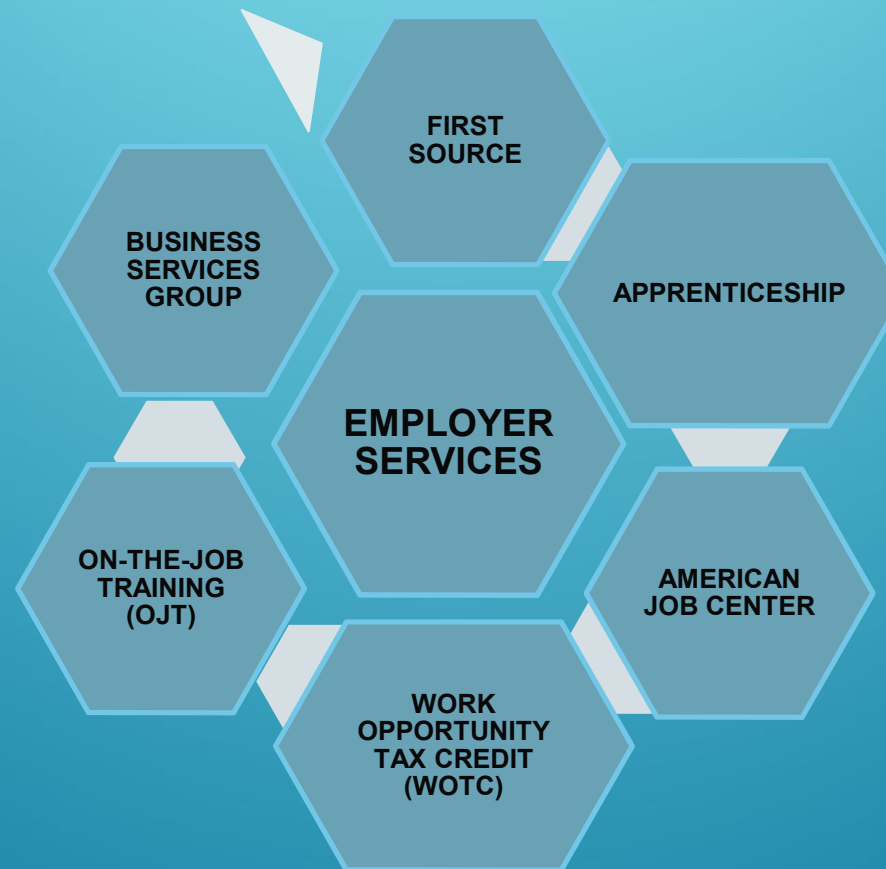 FIRST
SOURCE
BUSINESS
SERVICES
GROUP
APPRENTICESHIP
EMPLOYER
SERVICES
ON-THE-JOB
TRAINING
(OJT)
AMERICAN
JOB CENTER
WORK
OPPORTUNITY
TAX CREDIT
(WOTC)